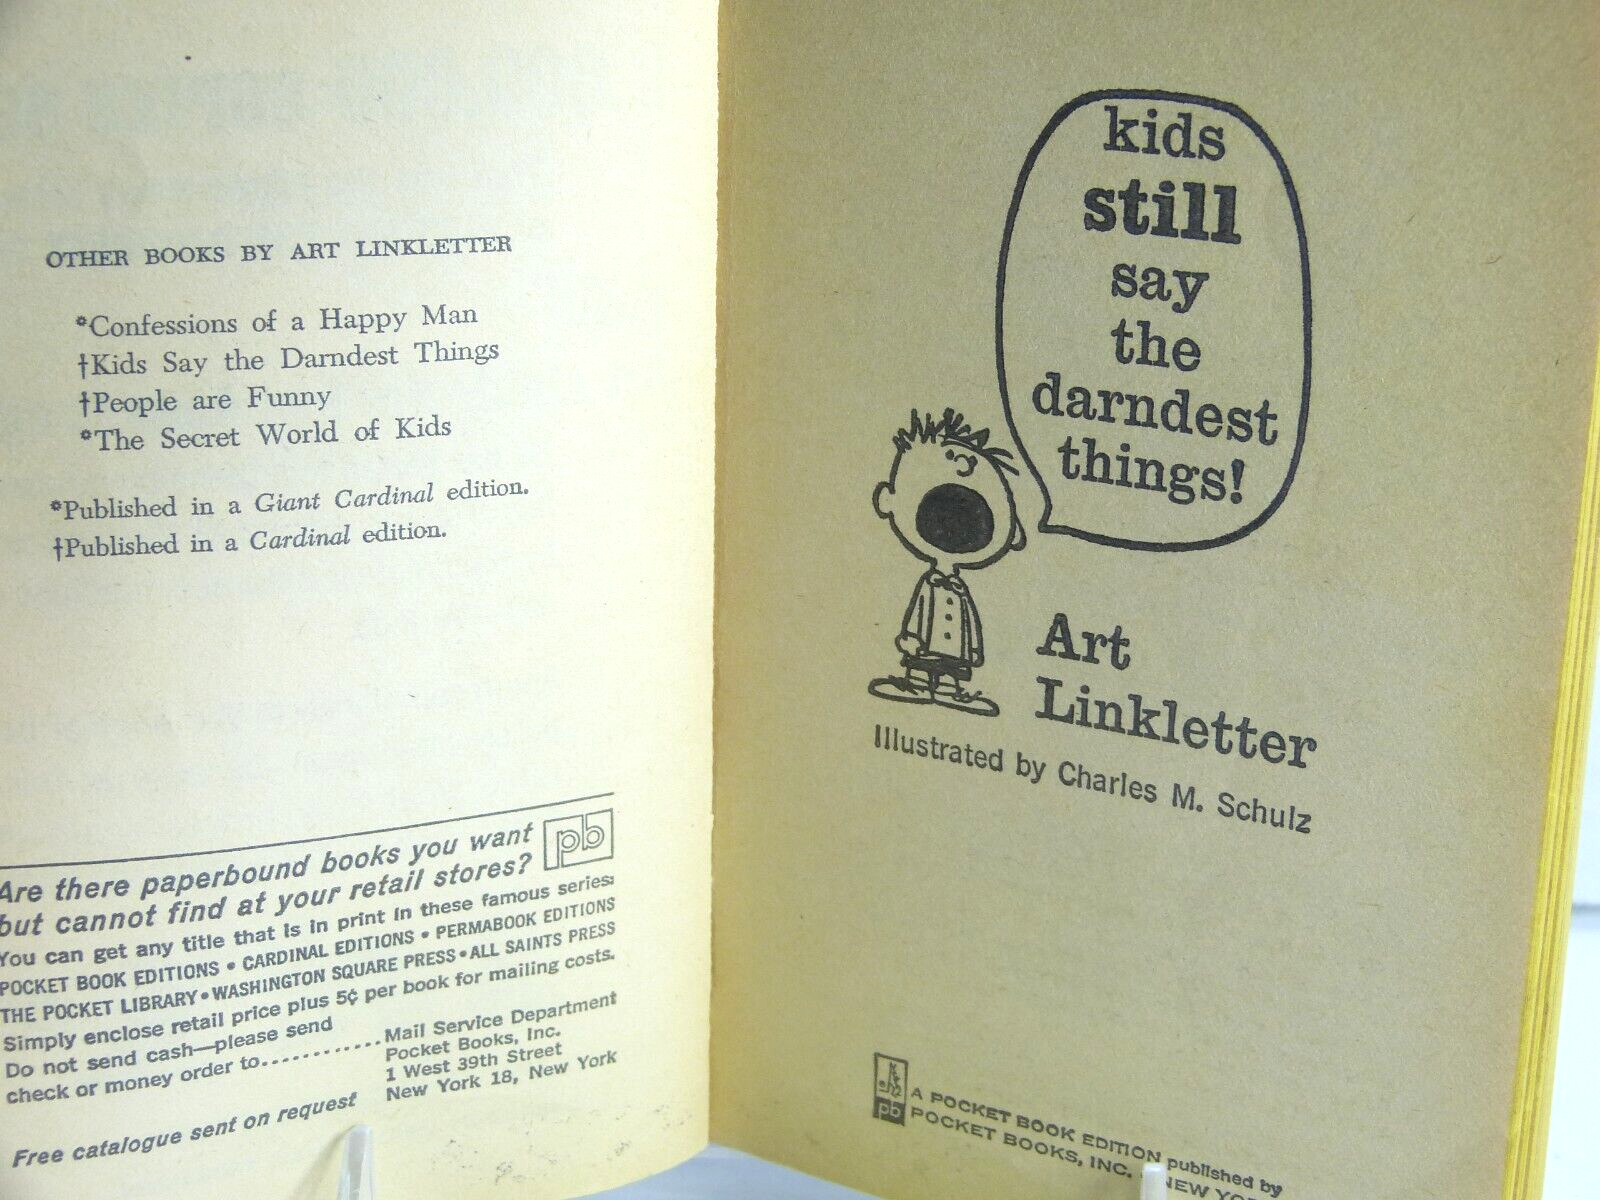 OTHER BOOKS BY ART LINKLETTER
*Confessions of a Happy Man
†Kids Say the Darndest Things
†People are Funny
*The Secret World of Kids
*Published in a Giant Cardinal edition.
†Published in a Cardinal edition.
Are there paperbound books you want
but cannot find at your retail stores?
pb
You can get any title that is in print in these famous series:
POCKET BOOK EDITIONS • CARDINAL EDITIONS • PERMABOOK EDITIONS
THE POCKET LIBRARY • WASHINGTON SQUARE PRESS • ALL SAINTS PRESS
Simply enclose retail price plus 5¢ per book for mailing costs.
Do not send cash—please send
check or money order to............Mail Service Department
Pocket Books, Inc.
1 West 39th Street
New York 18, New York
Free catalogue sent on request
kids
still
say
the
darndest
things!
Art
Linkletter
Illustrated by Charles M. Schulz
pb
A POCKET BOOK EDITION published by
POCKET BOOKS, INC. NEW YO